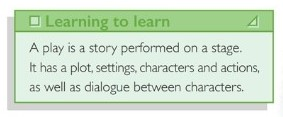 Learning to learn
A play is a story performed on a stage.
It has a plot, settings, characters and actions,
as well as dialogue between characters.